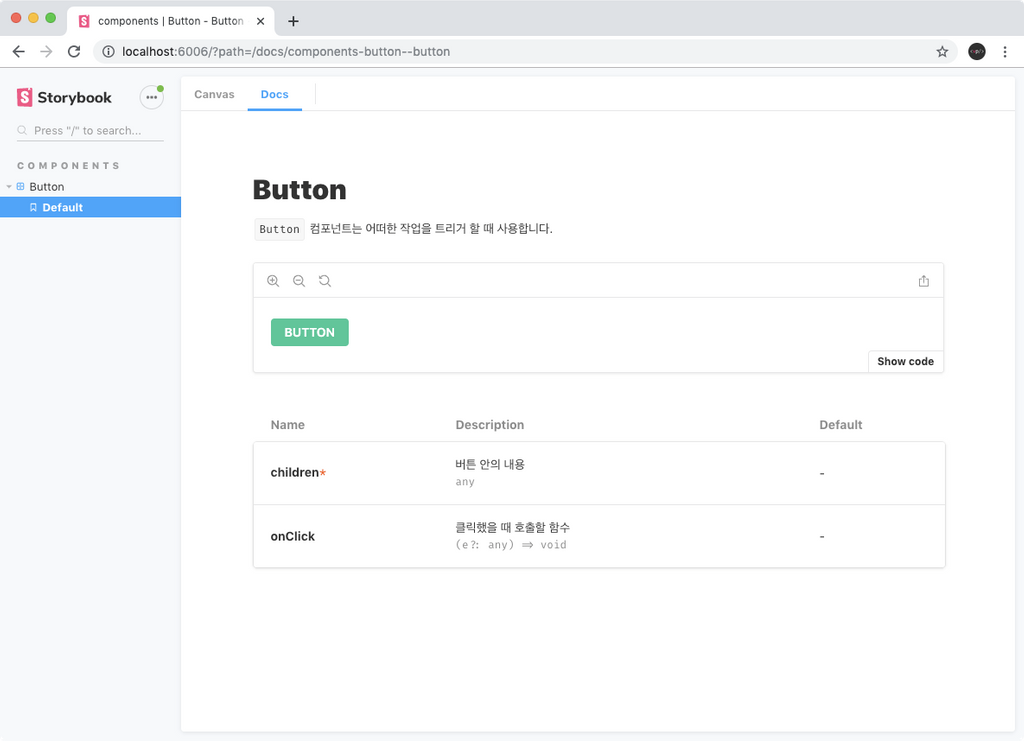 components | Button - Button
localhost:6006/?path=/docs/components-button--button
Storybook
Press "/" to search...
COMPONENTS
Button
Default
Canvas
Docs
Button
Button 컴포넌트는 어떠한 작업을 트리거 할 때 사용합니다.
BUTTON
Show code
Name Description Default
children* 버튼 안의 내용 -
any
onClick 클릭했을 때 호출할 함수 -
(e?: any) => void